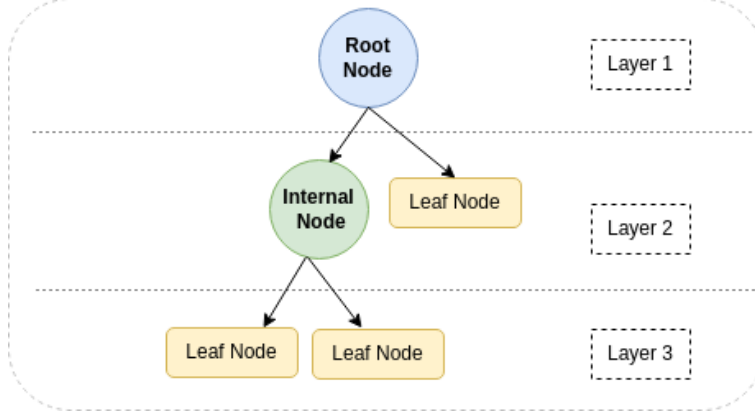 Root
Node
Layer 1
Internal
Node
Leaf Node
Layer 2
Leaf Node
Leaf Node
Layer 3